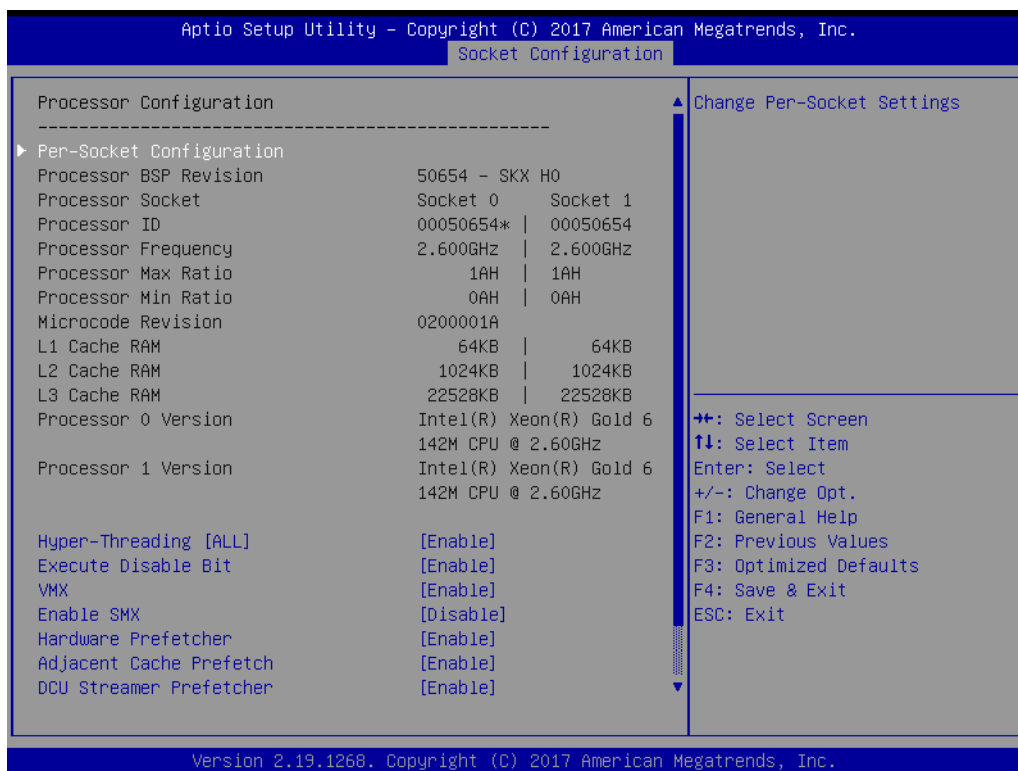 Aptio Setup Utility – Copyright (C) 2017 American Megatrends, Inc.
Socket Configuration
Processor Configuration
--------------------------------------------------
Per-Socket Configuration
Processor BSP Revision 50654 - SKX H0
Processor Socket Socket 0 Socket 1
Processor ID 00050654* | 00050654
Processor Frequency 2.600GHz | 2.600GHz
Processor Max Ratio 1AH | 1AH
Processor Min Ratio 0AH | 0AH
Microcode Revision 0200001A
L1 Cache RAM 64KB | 64KB
L2 Cache RAM 1024KB | 1024KB
L3 Cache RAM 22528KB | 22528KB
Processor 0 Version Intel(R) Xeon(R) Gold 6
142M CPU @ 2.60GHz
Processor 1 Version Intel(R) Xeon(R) Gold 6
142M CPU @ 2.60GHz
Hyper-Threading [ALL] [Enable]
Execute Disable Bit [Enable]
VMX [Enable]
Enable SMX [Disable]
Hardware Prefetcher [Enable]
Adjacent Cache Prefetch [Enable]
DCU Streamer Prefetcher [Enable]
Change Per-Socket Settings
→←: Select Screen
↑↓: Select Item
Enter: Select
+/-: Change Opt.
F1: General Help
F2: Previous Values
F3: Optimized Defaults
F4: Save & Exit
ESC: Exit
Version 2.19.1268. Copyright (C) 2017 American Megatrends, Inc.